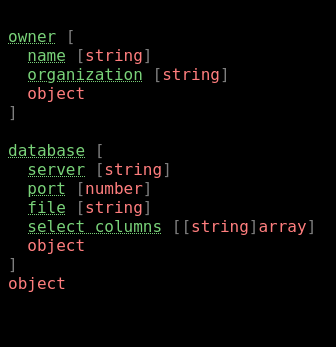 owner [
name [string]
organization [string]
object
]
database [
server [string]
port [number]
file [string]
select columns [[string]array]
object
]
object